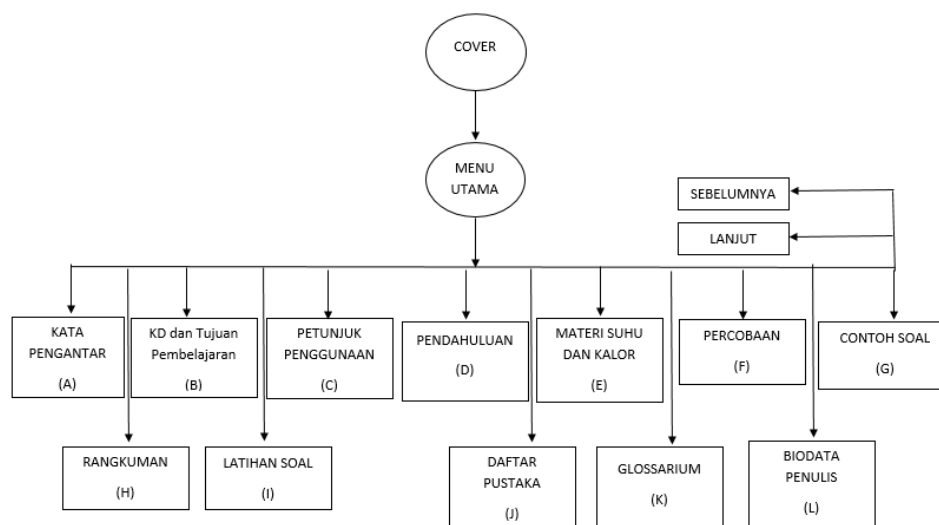 COVER
MENU
UTAMA
SEBELUMNYA
LANJUT
KATA
PENGANTAR
(A)
KD dan Tujuan
Pembelajaran
(B)
PETUNJUK
PENGGUNAAN
(C)
PENDAHULUAN
(D)
MATERI SUHU
DAN KALOR
(E)
PERCOBAAN
(F)
CONTOH SOAL
(G)
RANGKUMAN
(H)
LATIHAN SOAL
(I)
DAFTAR
PUSTAKA
(J)
GLOSSARIUM
(K)
BIODATA
PENULIS
(L)